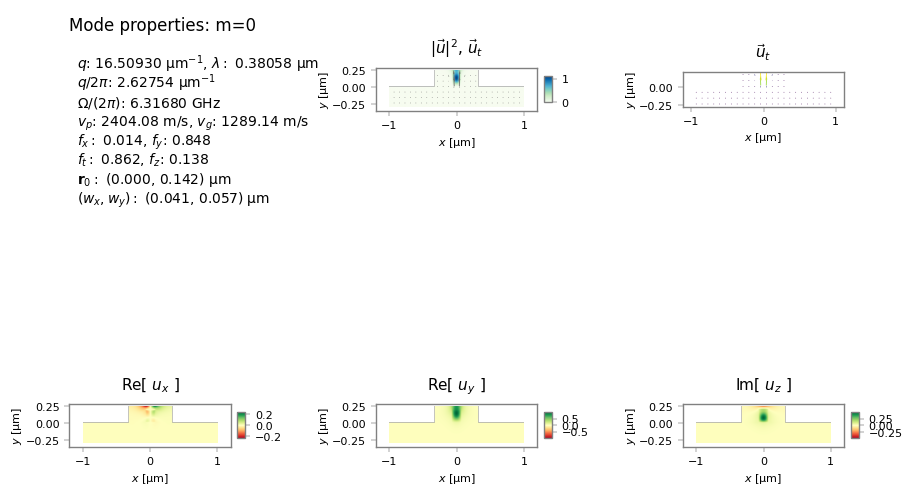 Mode properties: m=0
q: 16.50930 μm⁻¹, λ : 0.38058 μm
q/2π: 2.62754 μm⁻¹
Ω/(2π): 6.31680 GHz
v_p: 2404.08 m/s, v_g: 1289.14 m/s
f_x : 0.014, f_y: 0.848
f_t : 0.862, f_z: 0.138
r₀ : (0.000, 0.142) μm
(w_x, w_y) : (0.041, 0.057) μm
|u⃗|², u⃗_t
y [μm]
0.25
0.00
−0.25
−1
0
1
x [μm]
1
0
u⃗_t
y [μm]
0.00
−0.25
−1
0
1
x [μm]
Re[ u_x ]
y [μm]
0.25
0.00
−0.25
−1
0
1
x [μm]
0.2
0.0
−0.2
Re[ u_y ]
y [μm]
0.25
0.00
−0.25
−1
0
1
x [μm]
0.5
0.0
−0.5
Im[ u_z ]
y [μm]
0.25
0.00
−0.25
−1
0
1
x [μm]
0.25
0.00
−0.25